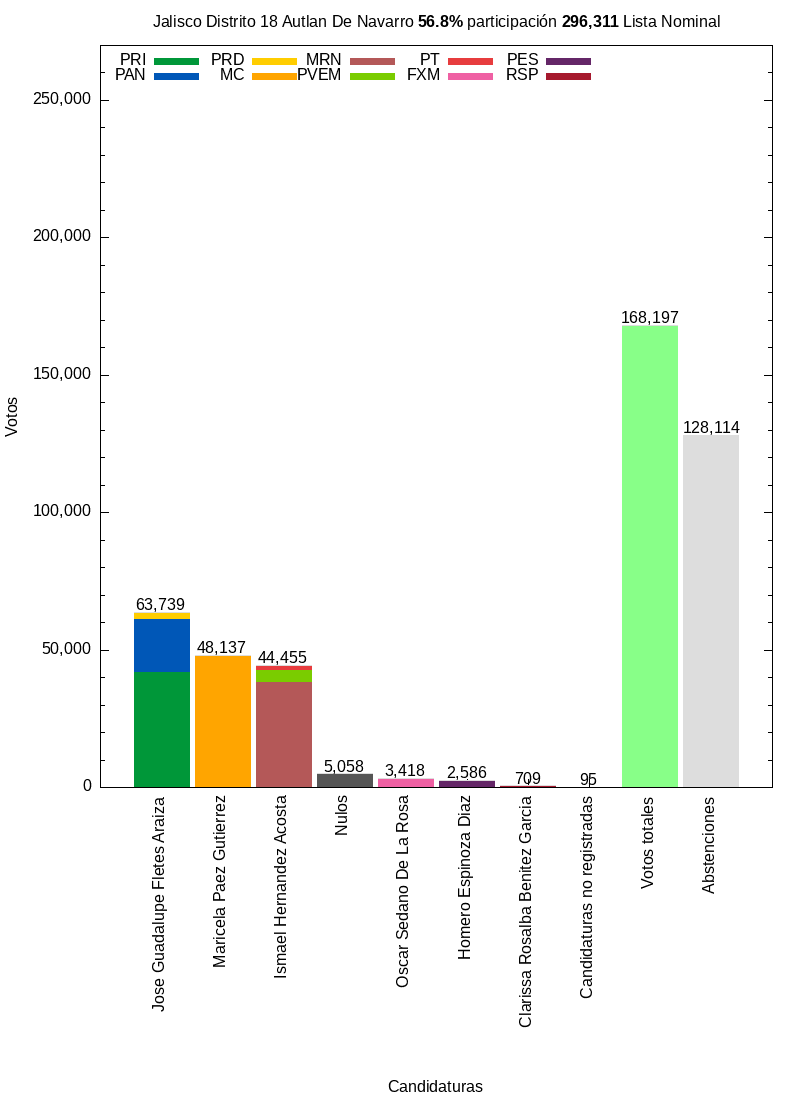 Jalisco Distrito 18 Autlan De Navarro 56.8% participación 296,311 Lista Nominal
PRI PRD MRN PT PES
PAN MC PVEM FXM RSP
250,000
200,000
150,000
100,000
50,000
0
Votos
63,739
48,137
44,455
5,058
3,418
2,586
709
95
168,197
128,114
Jose Guadalupe Fletes Araiza
Maricela Paez Gutierrez
Ismael Hernandez Acosta
Nulos
Oscar Sedano De La Rosa
Homero Espinoza Diaz
Clarissa Rosalba Benitez Garcia
Candidaturas no registradas
Votos totales
Abstenciones
Candidaturas